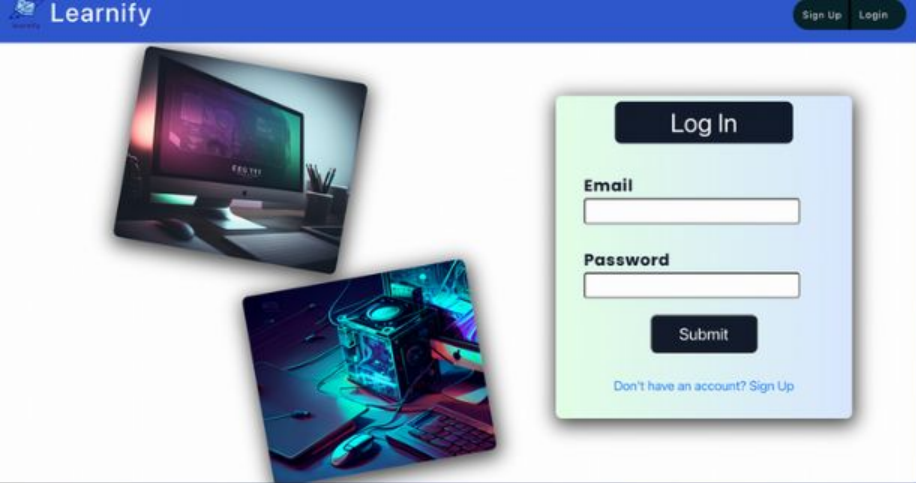 Learnify
Sign Up
Login
Log In
Email
Password
Submit
Don't have an account? Sign Up